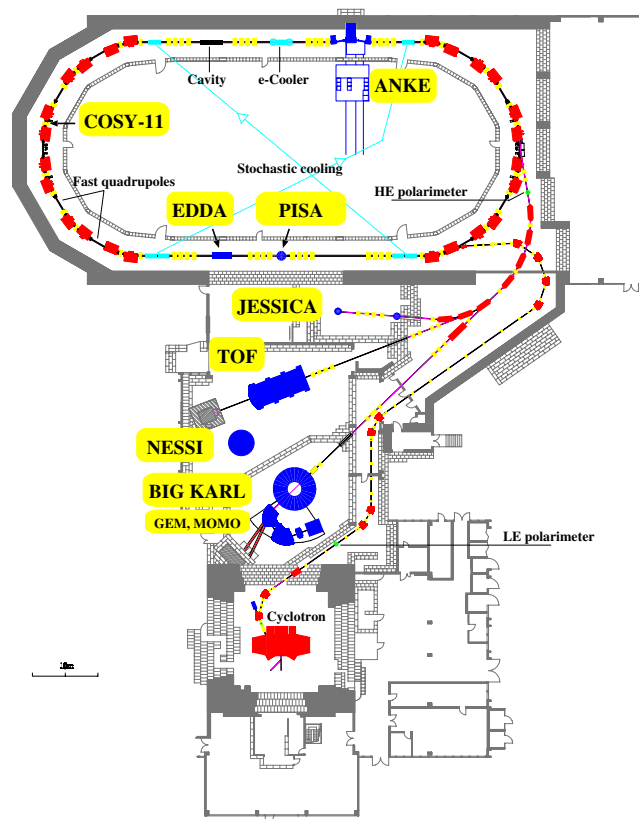 Cavity
e-Cooler
ANKE
COSY-11
Stochastic cooling
Fast quadrupoles
HE polarimeter
EDDA
PISA
JESSICA
TOF
NESSI
BIG KARL
GEM, MOMO
LE polarimeter
Cyclotron
10m